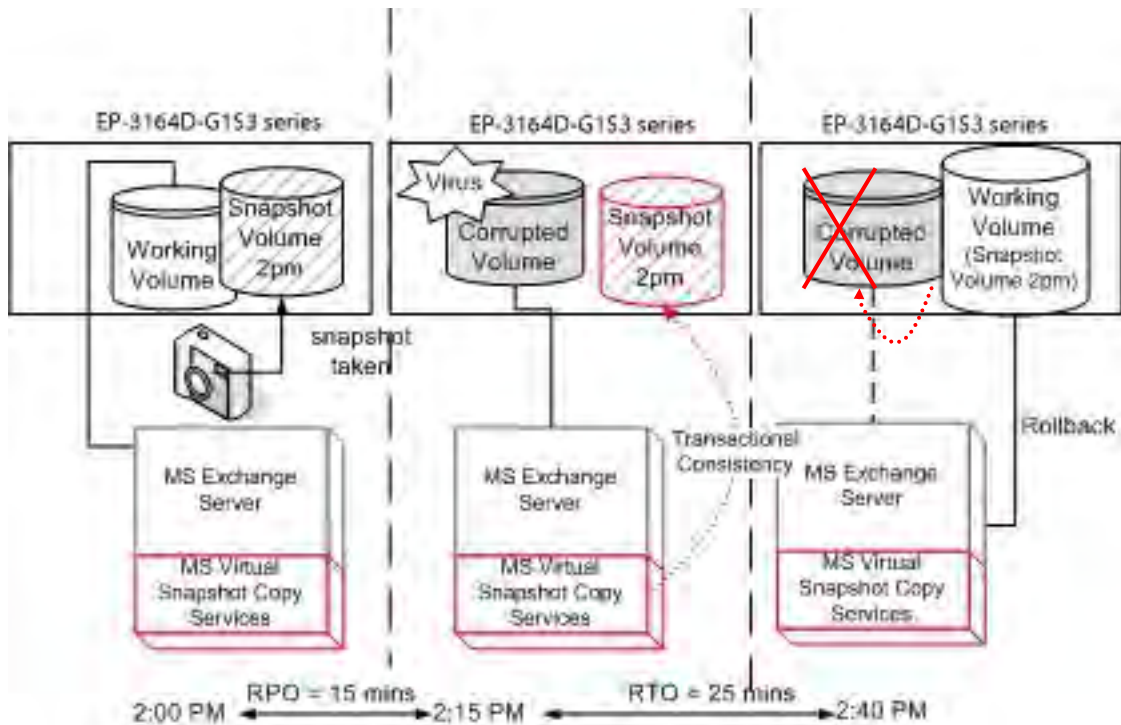 EP-3164D-G1S3 series
Working
Volume
Snapshot
Volume
2pm
snapshot
taken
MS Exchange
Server
MS Virtual
Snapshot Copy
Services
EP-3164D-G1S3 series
Virus
Corrupted
Volume
Snapshot
Volume
2pm
Transactional
Consistency
MS Exchange
Server
MS Virtual
Snapshot Copy
Services
EP-3164D-G1S3 series
Corrupted
Volume
Working
Volume
(Snapshot
Volume 2pm)
Rollback
MS Exchange
Server
MS Virtual
Snapshot Copy
Services
RPO = 15 mins
RTO = 25 mins
2:00 PM
2:15 PM
2:40 PM